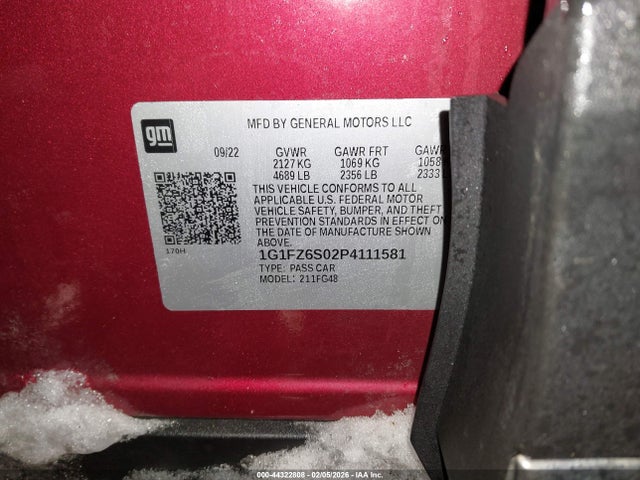 gm
MFD BY GENERAL MOTORS LLC
09/22 GVWR GAWR FRT GAWR
2127 KG 1069 KG 1058
4689 LB 2356 LB 2333
THIS VEHICLE CONFORMS TO ALL
APPLICABLE U.S. FEDERAL MOTOR
VEHICLE SAFETY, BUMPER, AND THEFT
PREVENTION STANDARDS IN EFFECT ON
THE DATE OF MANUFACTURE SHOWN
ABOVE.
170H
1G1FZ6S02P4111581
TYPE: PASS CAR
MODEL: 211FG48
000-44322808 - 02/05/2026 - IAA Inc.